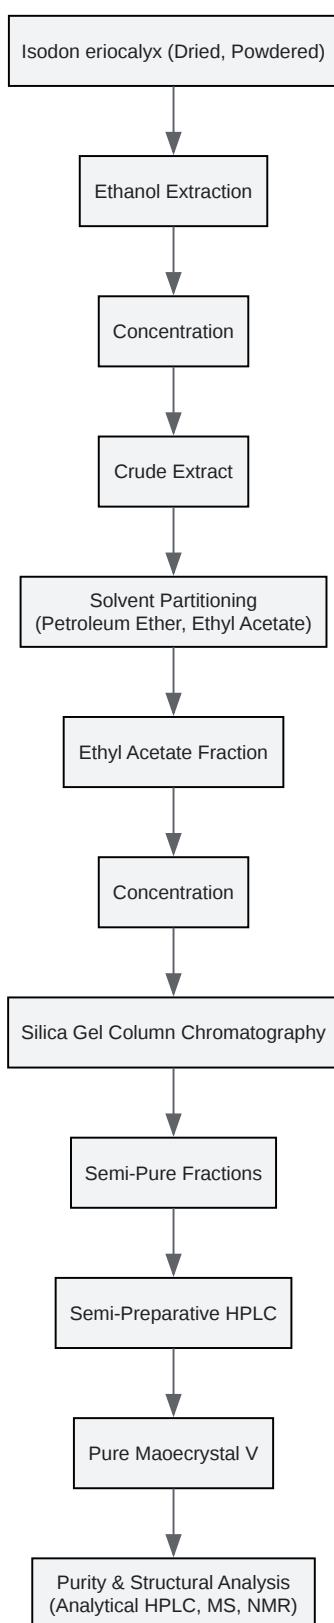 Isodon eriocalyx (Dried, Powdered)
Ethanol Extraction
Concentration
Crude Extract
Solvent Partitioning
(Petroleum Ether, Ethyl Acetate)
Ethyl Acetate Fraction
Concentration
Silica Gel Column Chromatography
Semi-Pure Fractions
Semi-Preparative HPLC
Pure Maoecrystal V
Purity & Structural Analysis
(Analytical HPLC, MS, NMR)